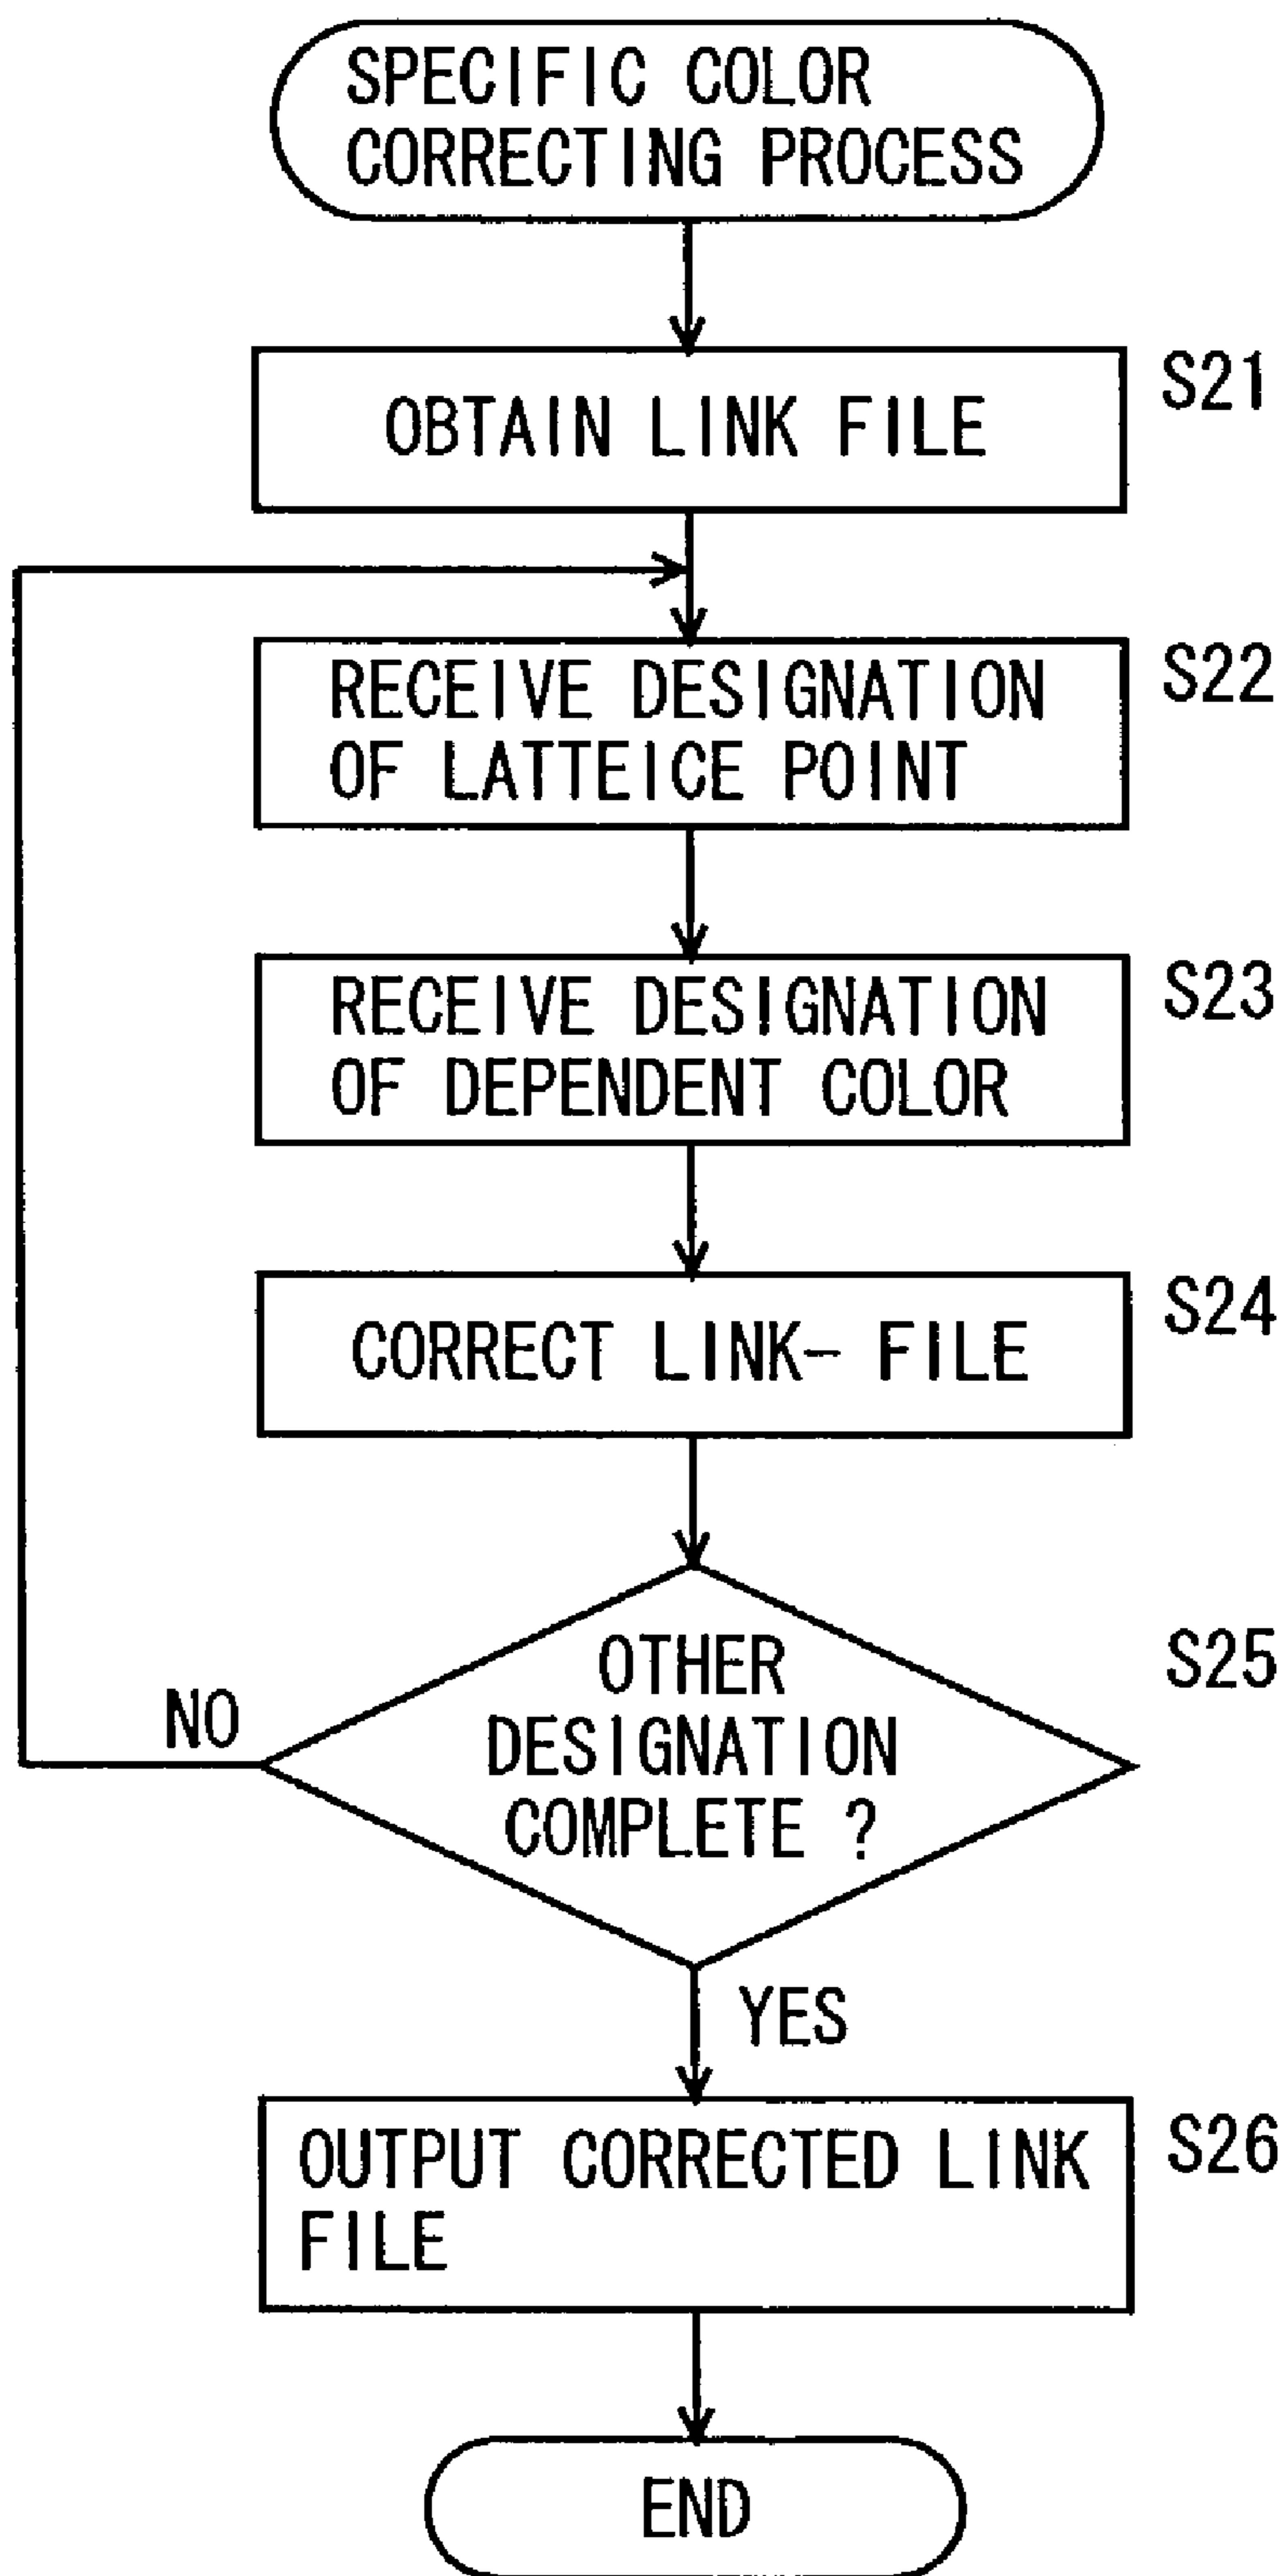 SPECIFIC COLOR
CORRECTING PROCESS
S21
OBTAIN LINK FILE
S22
RECEIVE DESIGNATION
OF LATTEICE POINT
S23
RECEIVE DESIGNATION
OF DEPENDENT COLOR
S24
CORRECT LINK- FILE
S25
OTHER
DESIGNATION
COMPLETE ?
NO
YES
S26
OUTPUT CORRECTED LINK
FILE
END